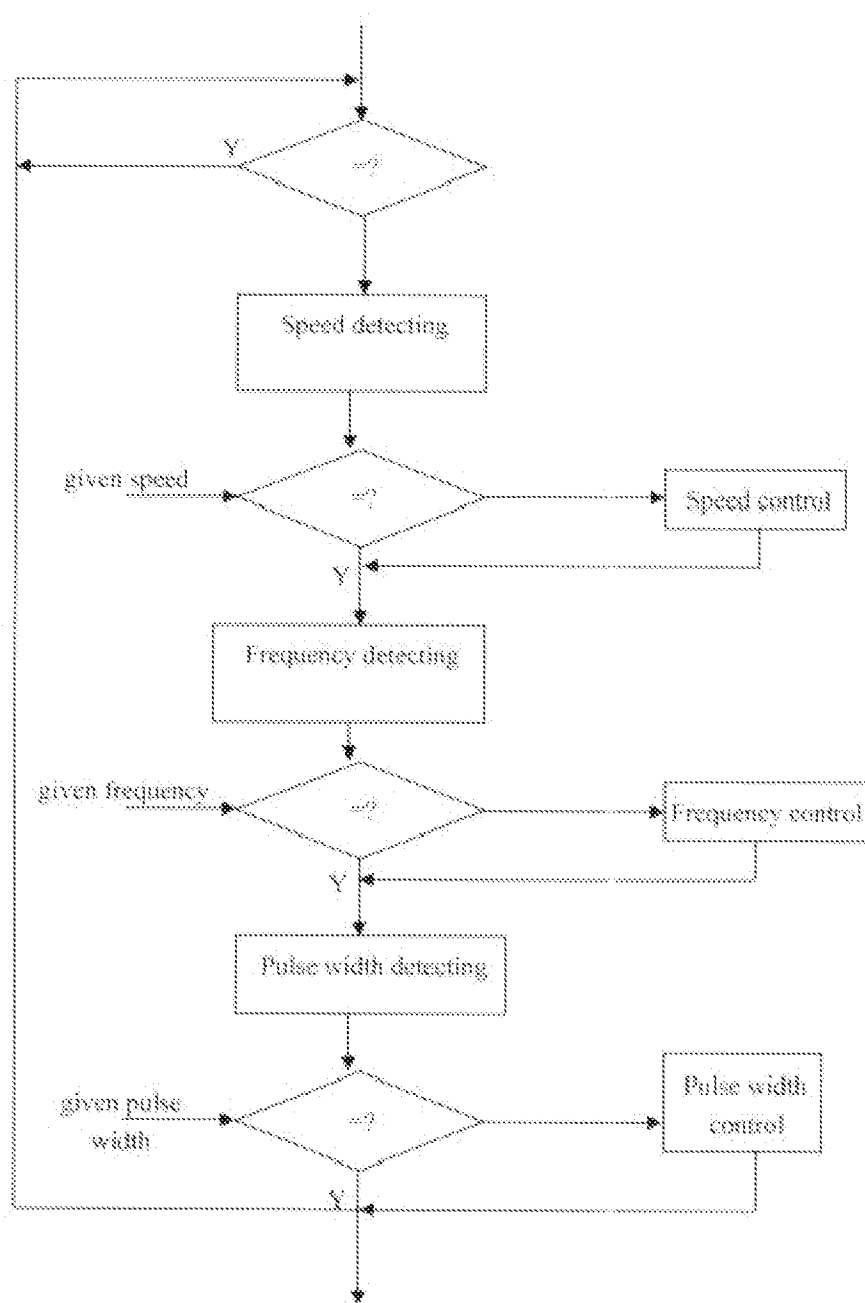 Y
=?
Speed detecting
given speed
=?
Speed control
Y
Frequency detecting
given frequency
=?
Frequency control
Y
Pulse width detecting
given pulse
width
=?
Pulse width
control
Y